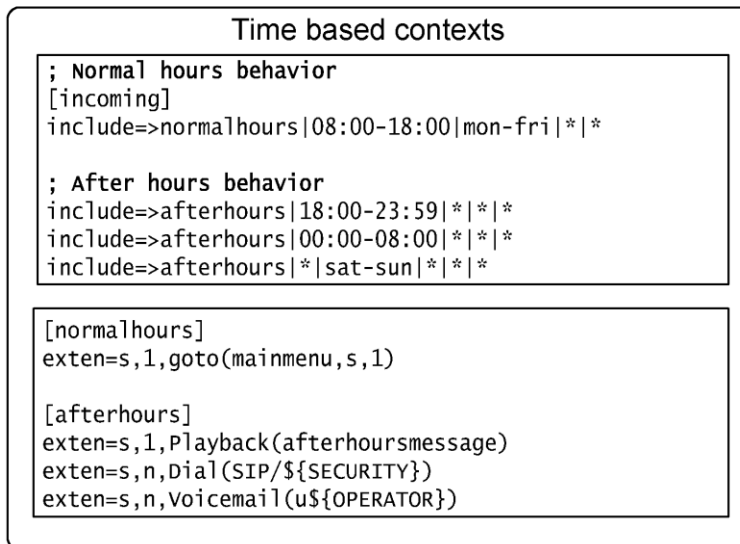 Time based contexts
; Normal hours behavior
[incoming]
include=>normalhours|08:00-18:00|mon-fri|*|*
; After hours behavior
include=>afterhours|18:00-23:59|*|*|*
include=>afterhours|00:00-08:00|*|*|*
include=>afterhours|*|sat-sun|*|*|*
[normalhours]
exten=s,1,goto(mainmenu,s,1)
[afterhours]
exten=s,1,Playback(afterhoursmessage)
exten=s,n,Dial(SIP/${SECURITY})
exten=s,n,Voicemail(u${OPERATOR})